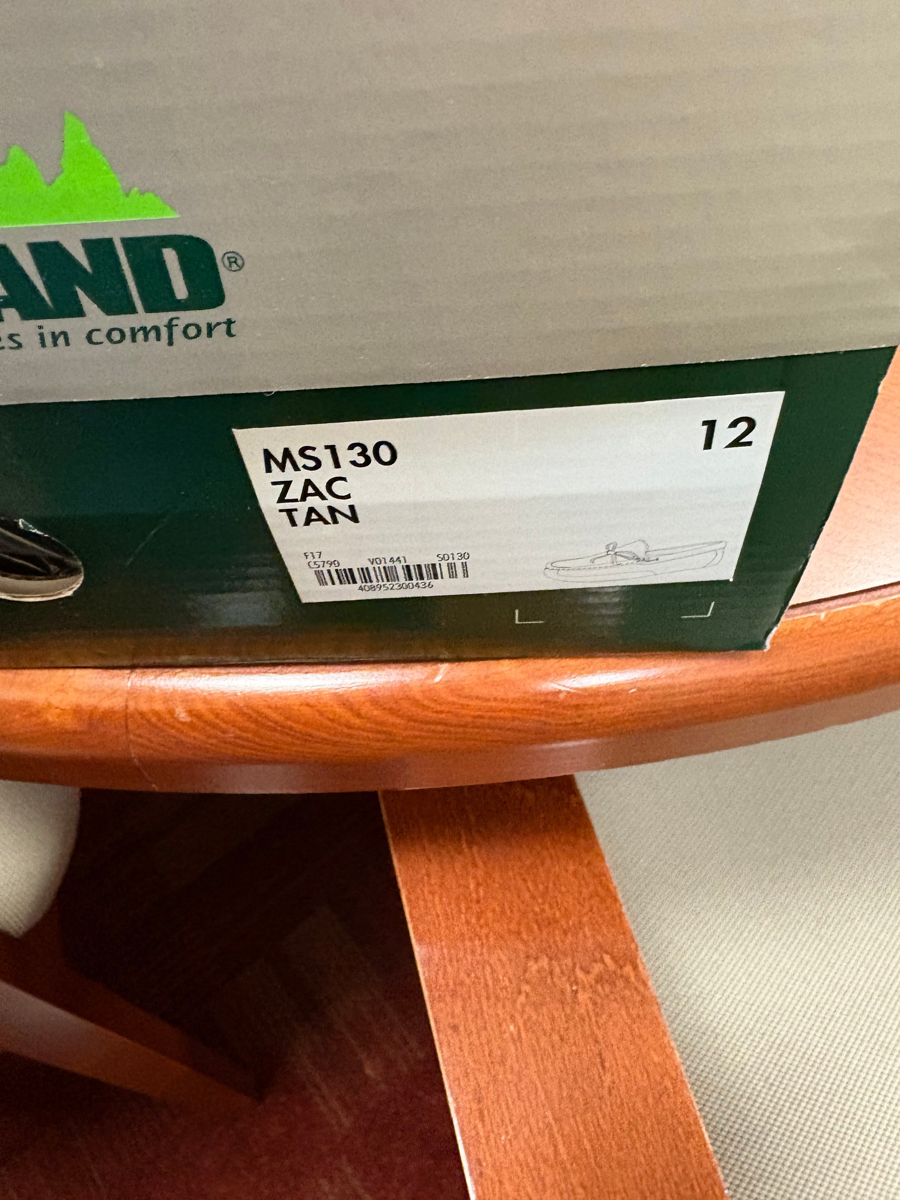 AND®
es in comfort
MS130
12
ZAC
TAN
F17
C5790 V01441 S0130
408952300436